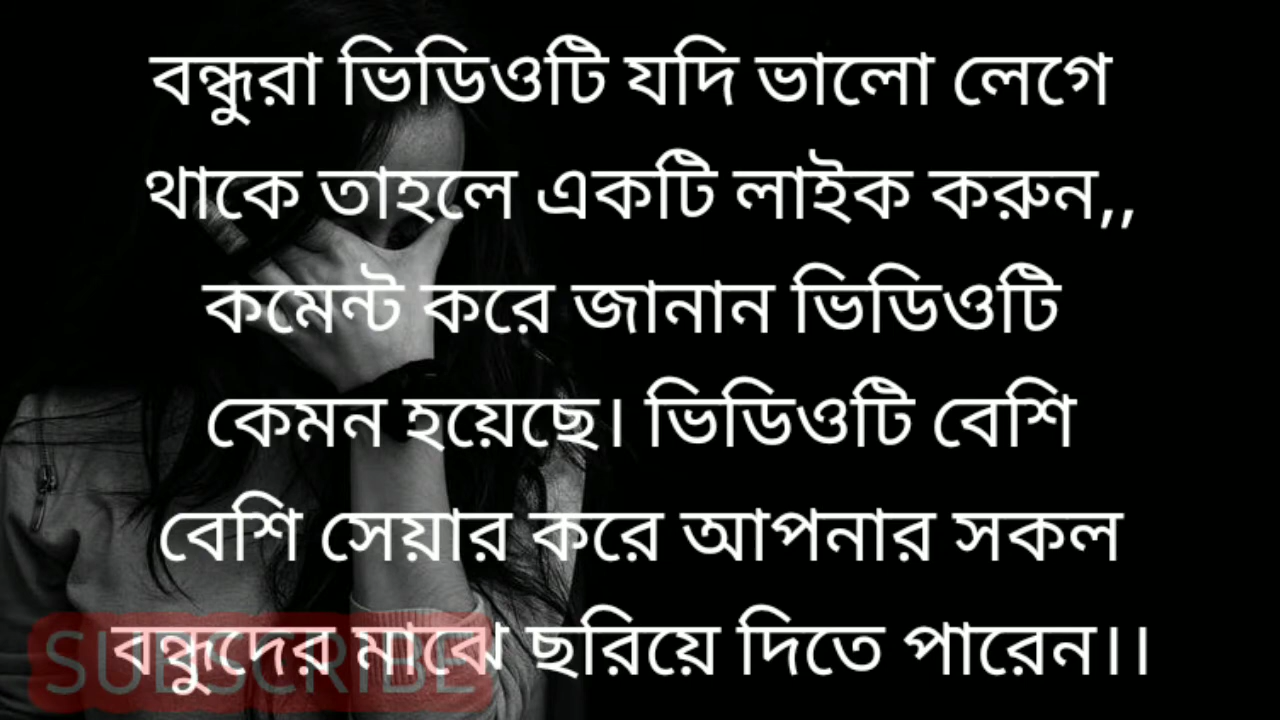 বন্ধুরা ভিডিওটি যদি ভালো লেগে
থাকে তাহলে একটি লাইক করুন,,
কমেন্ট করে জানান ভিডিওটি
কেমন হয়েছে। ভিডিওটি বেশি
বেশি সেয়ার করে আপনার সকল
বন্ধুদের মাঝে ছরিয়ে দিতে পারেন।।
SUBSCRIBE